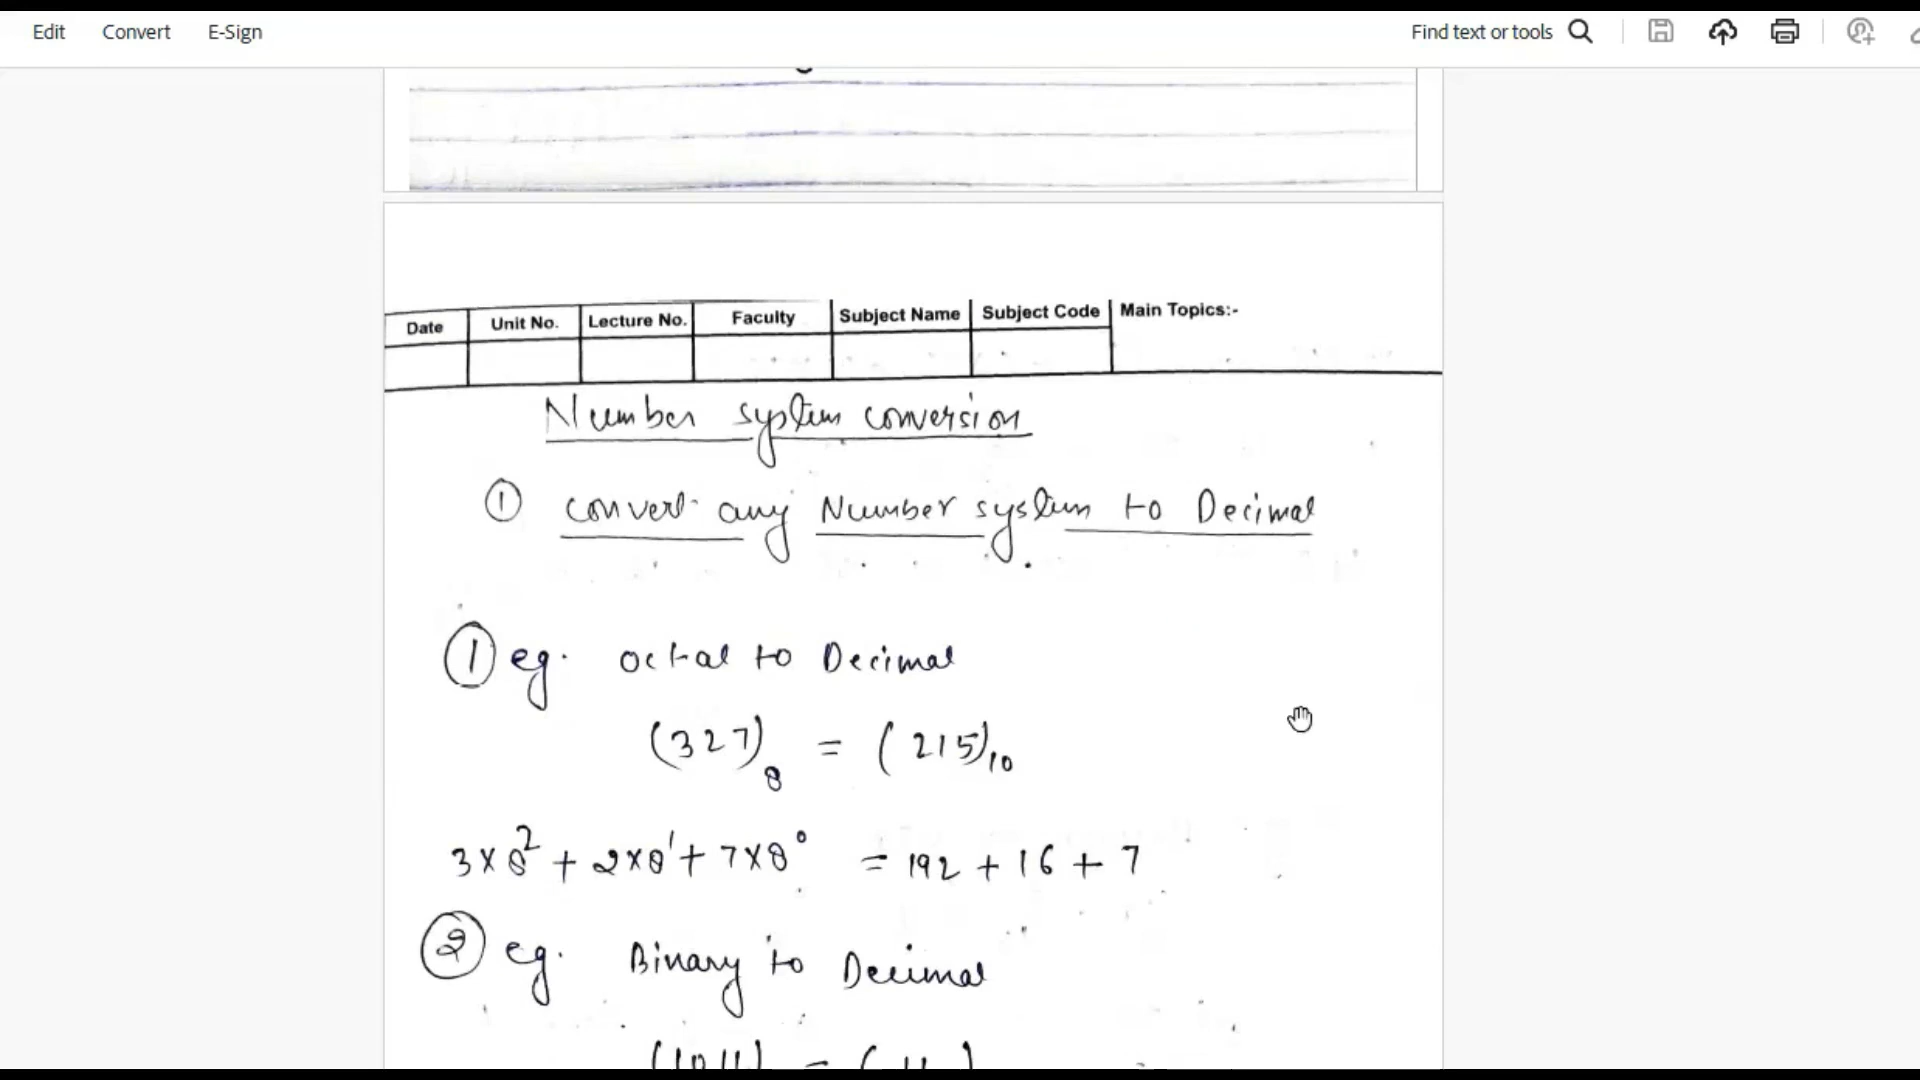 Edit Convert E-Sign Find text or tools
Date Unit No. Lecture No. Faculty Subject Name Subject Code Main Topics:-
Number system conversion
① convert any Number system to Decimal
① eg. Octal to Decimal
(327)₈ = (215)₁₀
3×8² + 2×8¹ + 7×8⁰ = 192 + 16 + 7
② eg. Binary to Decimal
(1011) = (11)